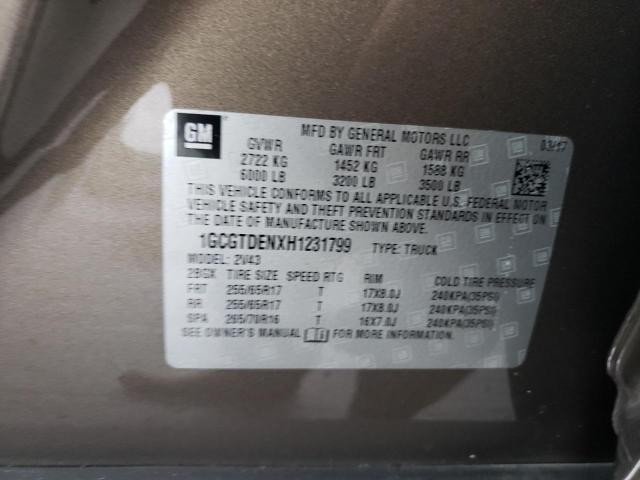 GM
MFD BY GENERAL MOTORS LLC
03/17
GVWR GAWR FRT GAWR RR
2722 KG 1452 KG 1588 KG
6000 LB 3200 LB 3500 LB
THIS VEHICLE CONFORMS TO ALL APPLICABLE U.S. FEDERAL MOTOR
VEHICLE SAFETY AND THEFT PREVENTION STANDARDS IN EFFECT ON
THE DATE OF MANUFACTURE SHOWN ABOVE.
1GCGTDENXH1231799 TYPE: TRUCK
MODEL: 2V43
2BGX TIRE SIZE SPEED RTG RIM COLD TIRE PRESSURE
FRT 255/65R17 T 17X8.0J 240KPA(35PSI)
RR 255/65R17 T 17X8.0J 240KPA(35PSI)
SPA 265/70R16 T 16X7.0J 240KPA(35PSI)
SEE OWNER'S MANUAL FOR MORE INFORMATION.